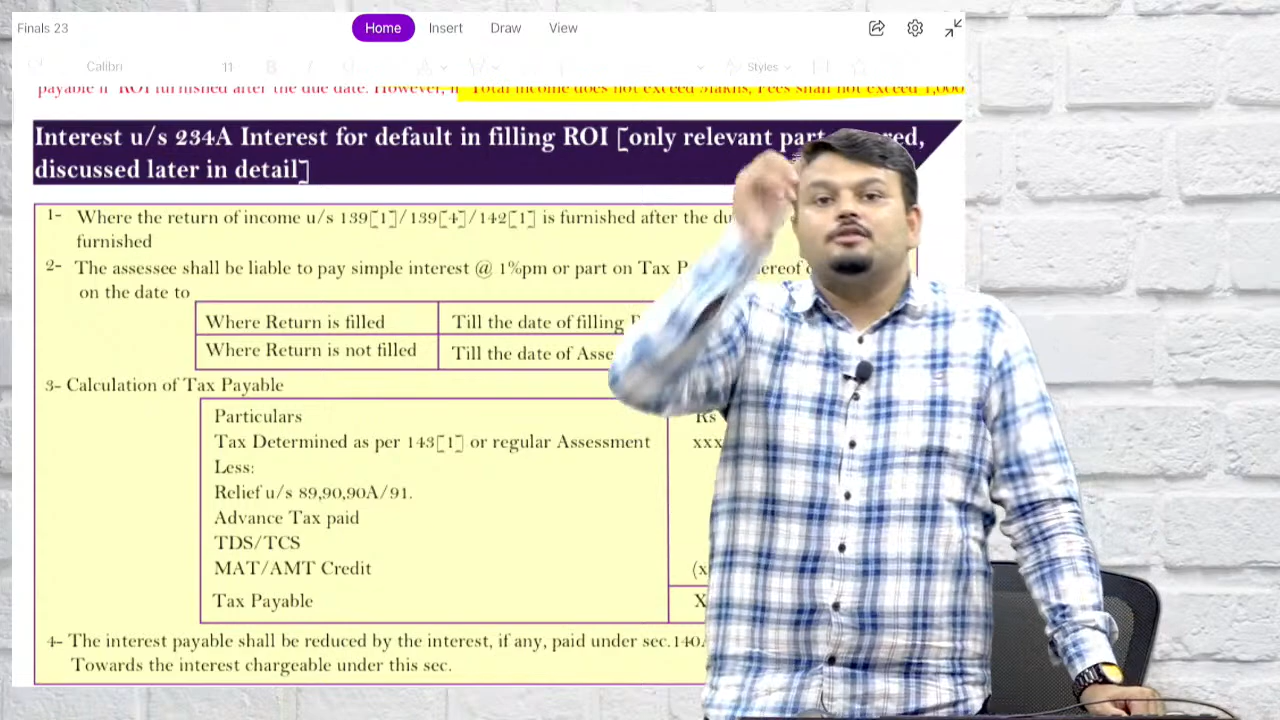 Finals 23
Home Insert Draw View
Calibri 11 Styles
payable if ROI furnished after the due date. However, if Total income does not exceed 5lakhs, Fees shall not exceed 1,000
Interest u/s 234A Interest for default in filling ROI [only relevant part
discussed later in detail]
1- Where the return of income u/s 139[1]/139[4]/142[1] is furnished after the
furnished
2- The assessee shall be liable to pay simple interest @ 1%pm or part on Tax
on the date to
Where Return is filled Till the date of filling
Where Return is not filled Till the date of
3- Calculation of Tax Payable
Particulars Rs
Tax Determined as per 143[1] or regular Assessment xxx
Less:
Relief u/s 89,90,90A/91.
Advance Tax paid
TDS/TCS
MAT/AMT Credit (x
Tax Payable X
4- The interest payable shall be reduced by the interest, if any, paid under sec.140A
Towards the interest chargeable under this sec.